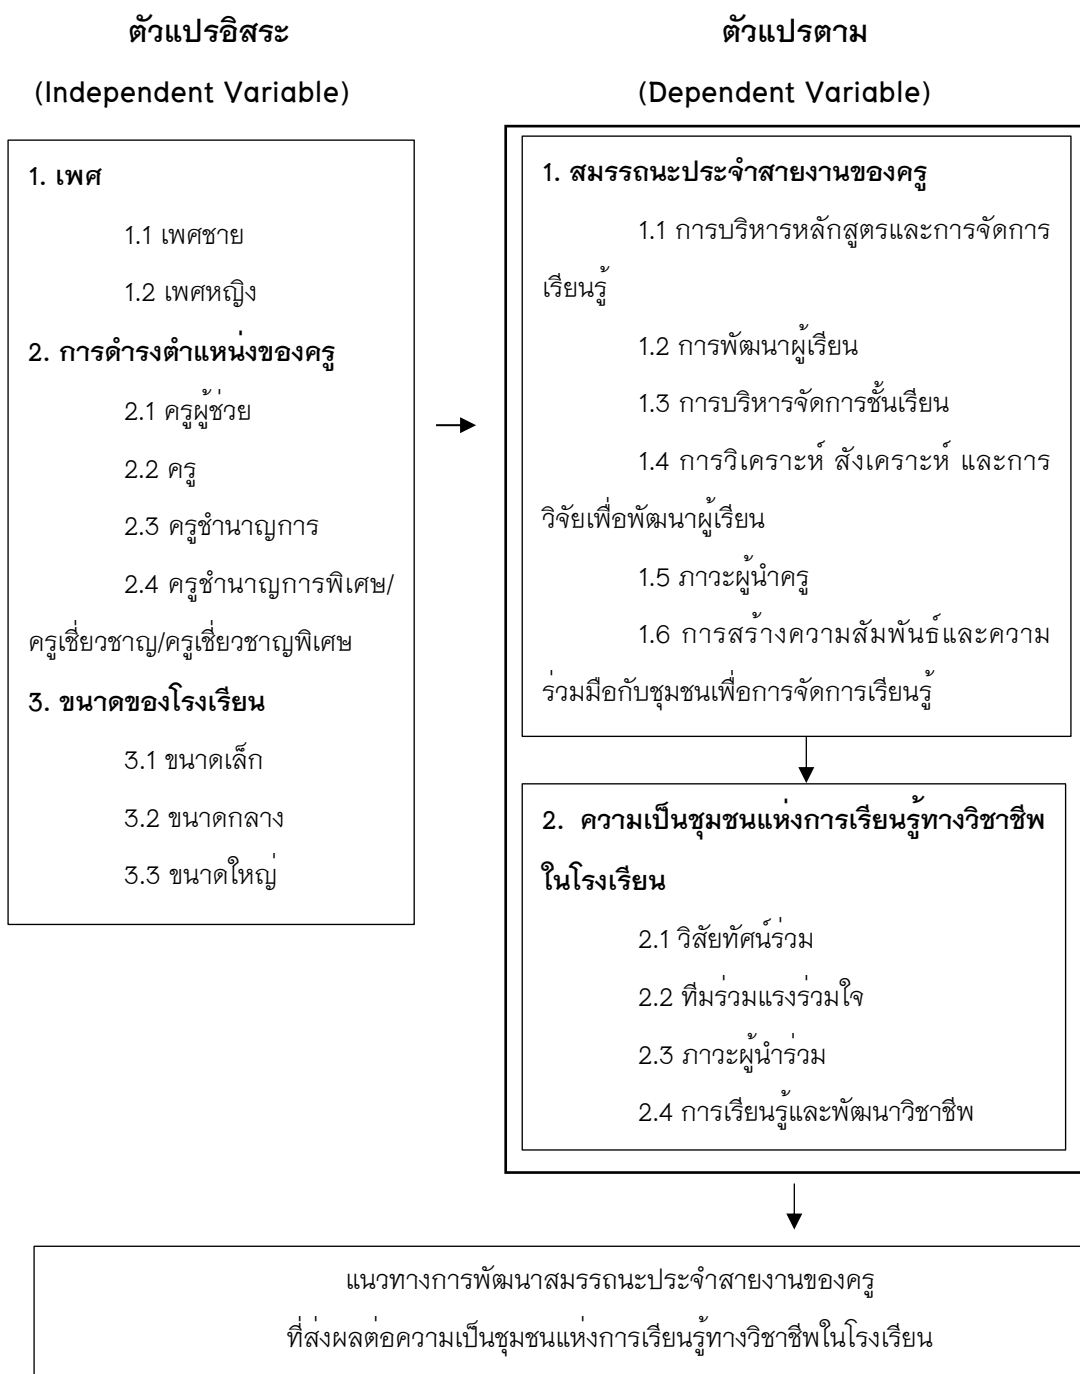 ตัวแปรอิสระ
(Independent Variable)
1. เพศ
1.1 เพศชาย
1.2 เพศหญิง
2. การดำรงตำแหน่งของครู
2.1 ครูผู้ช่วย
2.2 ครู
2.3 ครูชำนาญการ
2.4 ครูชำนาญการพิเศษ/
ครูเชี่ยวชาญ/ครูเชี่ยวชาญพิเศษ
3. ขนาดของโรงเรียน
3.1 ขนาดเล็ก
3.2 ขนาดกลาง
3.3 ขนาดใหญ่
ตัวแปรตาม
(Dependent Variable)
1. สมรรถนะประจำสายงานของครู
1.1 การบริหารหลักสูตรและการจัดการ
เรียนรู้
1.2 การพัฒนาผู้เรียน
1.3 การบริหารจัดการชั้นเรียน
1.4 การวิเคราะห์ สังเคราะห์ และการ
วิจัยเพื่อพัฒนาผู้เรียน
1.5 ภาวะผู้นำครู
1.6 การสร้างความสัมพันธ์และความ
ร่วมมือกับชุมชนเพื่อการจัดการเรียนรู้
2. ความเป็นชุมชนแห่งการเรียนรู้ทางวิชาชีพ
ในโรงเรียน
2.1 วิสัยทัศน์ร่วม
2.2 ทีมร่วมแรงร่วมใจ
2.3 ภาวะผู้นำร่วม
2.4 การเรียนรู้และพัฒนาวิชาชีพ
แนวทางการพัฒนาสมรรถนะประจำสายงานของครู
ที่ส่งผลต่อความเป็นชุมชนแห่งการเรียนรู้ทางวิชาชีพในโรงเรียน